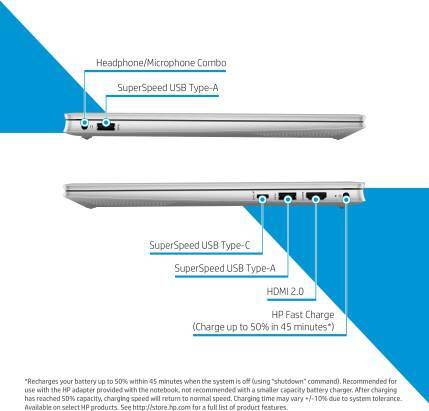 Headphone/Microphone Combo
SuperSpeed USB Type-A
SuperSpeed USB Type-C
SuperSpeed USB Type-A
HDMI 2.0
HP Fast Charge
(Charge up to 50% in 45 minutes*)
*Recharges your battery up to 50% within 45 minutes when the system is off (using "shutdown" command). Recommended for
use with the HP adapter provided with the notebook, not recommended with a smaller capacity battery charger. After charging
has reached 50% capacity, charging speed will return to normal speed. Charging time may vary +/-10% due to system tolerance.
Available on select HP products. See http://store.hp.com for a full list of product features.